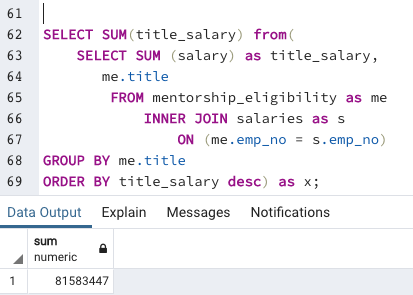 61
62 SELECT SUM(title_salary) from(
63 SELECT SUM (salary) as title_salary,
64 me.title
65 FROM mentorship_eligibility as me
66 INNER JOIN salaries as s
67 ON (me.emp_no = s.emp_no)
68 GROUP BY me.title
69 ORDER BY title_salary desc) as x;
Data Output Explain Messages Notifications
sum
numeric
1 81583447